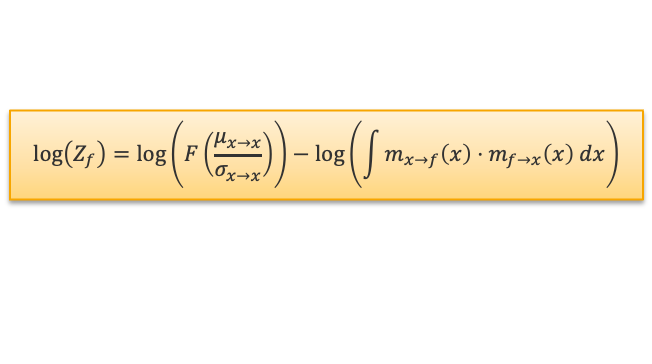 log(Z_f) = log(F(μ_{x→x}/σ_{x→x})) − log(∫ m_{x→f}(x) · m_{f→x}(x) dx)